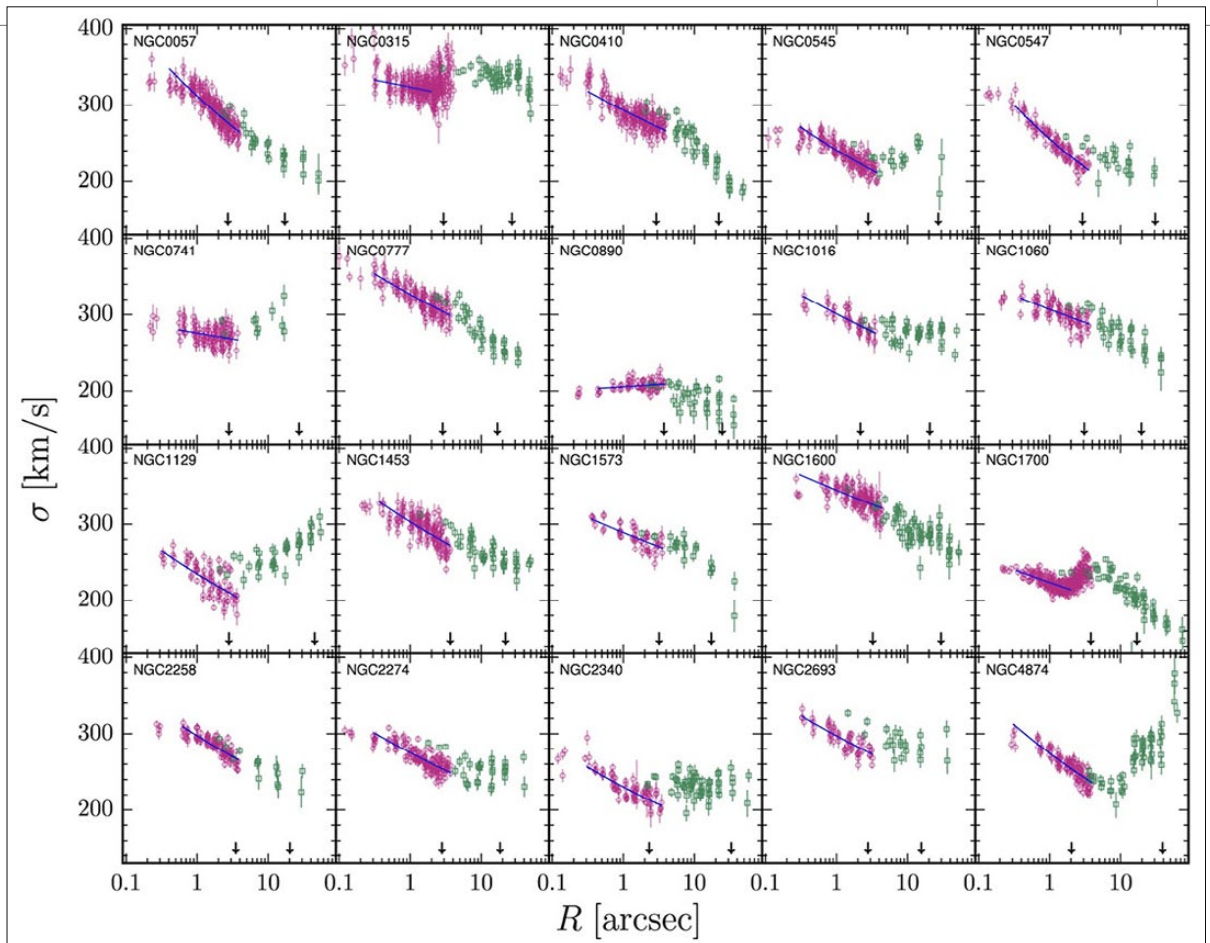 400
NGC0057 NGC0315 NGC0410 NGC0545 NGC0547
300
200
400
NGC0741 NGC0777 NGC0890 NGC1016 NGC1060
300
200
σ [km/s]
400
NGC1129 NGC1453 NGC1573 NGC1600 NGC1700
300
200
400
NGC2258 NGC2274 NGC2340 NGC2693 NGC4874
300
200
0.1 1 10 0.1 1 10 0.1 1 10 0.1 1 10 0.1 1 10
R [arcsec]